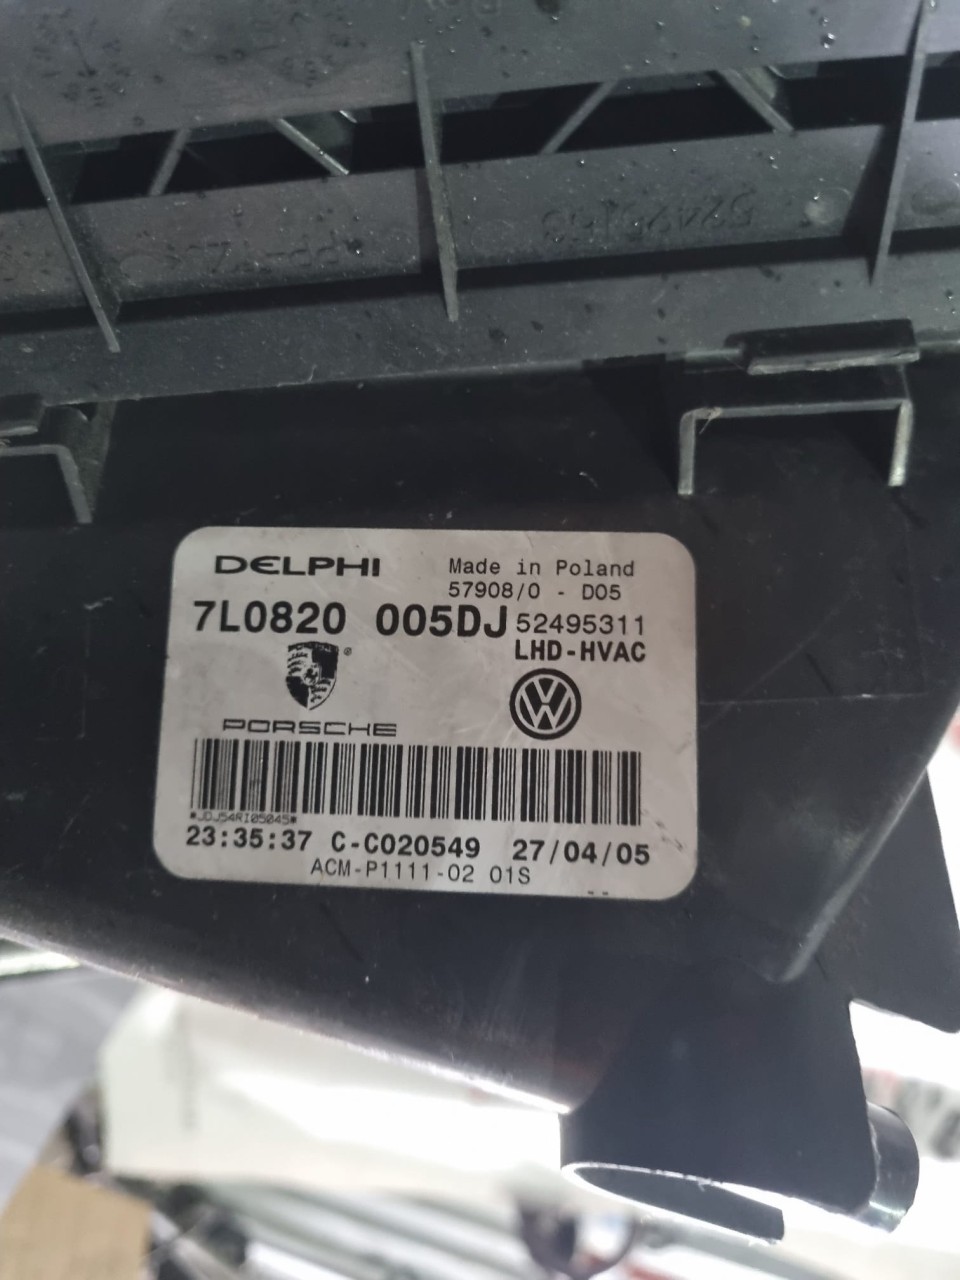 DELPHI
Made in Poland
57908/0 - D05
7L0820 005DJ 52495311
LHD-HVAC
PORSCHE
*JDJ54RI05045*
23:35:37 C-C020549 27/04/05
ACM-P1111-02 01S